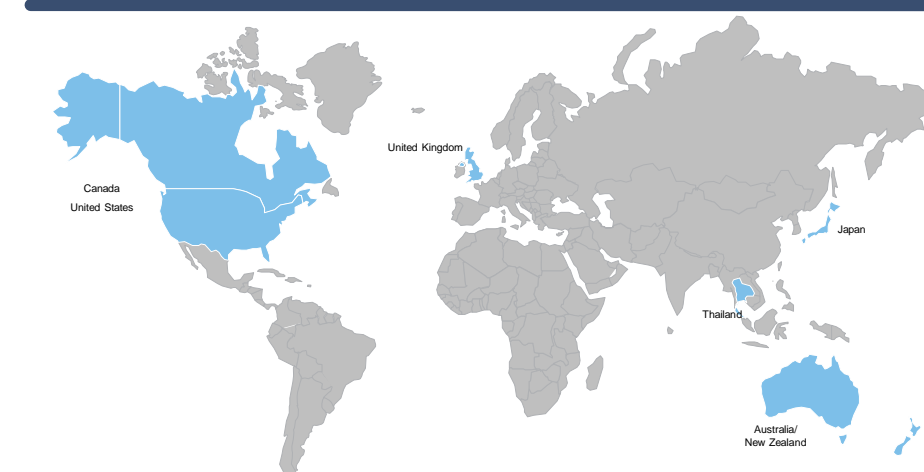 United Kingdom
Canada
United States
Japan
Thailand
Australia/
New Zealand